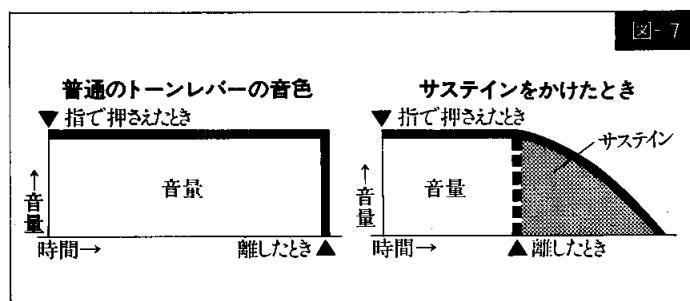 図-7
普通のトーンレバーの音色
▼指で押さえたとき
音量
↑音量
時間→
離したとき▲
サステインをかけたとき
▼指で押さえたとき
サステイン
音量
↑音量
時間→
▲離したとき